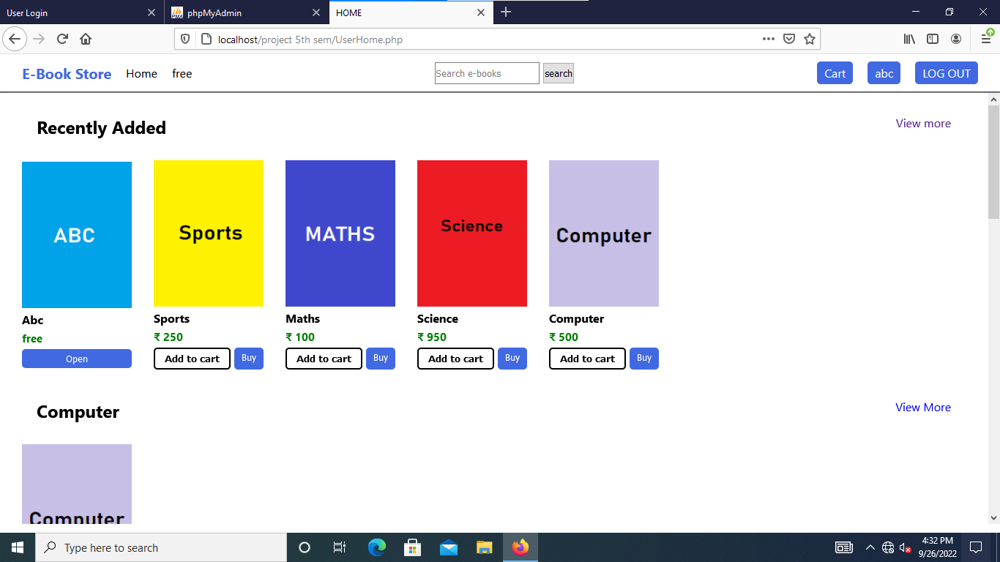 User Login
phpMyAdmin
HOME
localhost/project 5th sem/UserHome.php
E-Book Store Home free Search e-books search Cart abc LOG OUT
Recently Added View more
ABC Sports MATHS Science Computer
Abc Sports Maths Science Computer
free ₹ 250 ₹ 100 ₹ 950 ₹ 500
Open Add to cart Buy Add to cart Buy Add to cart Buy Add to cart Buy
Computer View More
Computer
Type here to search
4:32 PM
9/26/2022